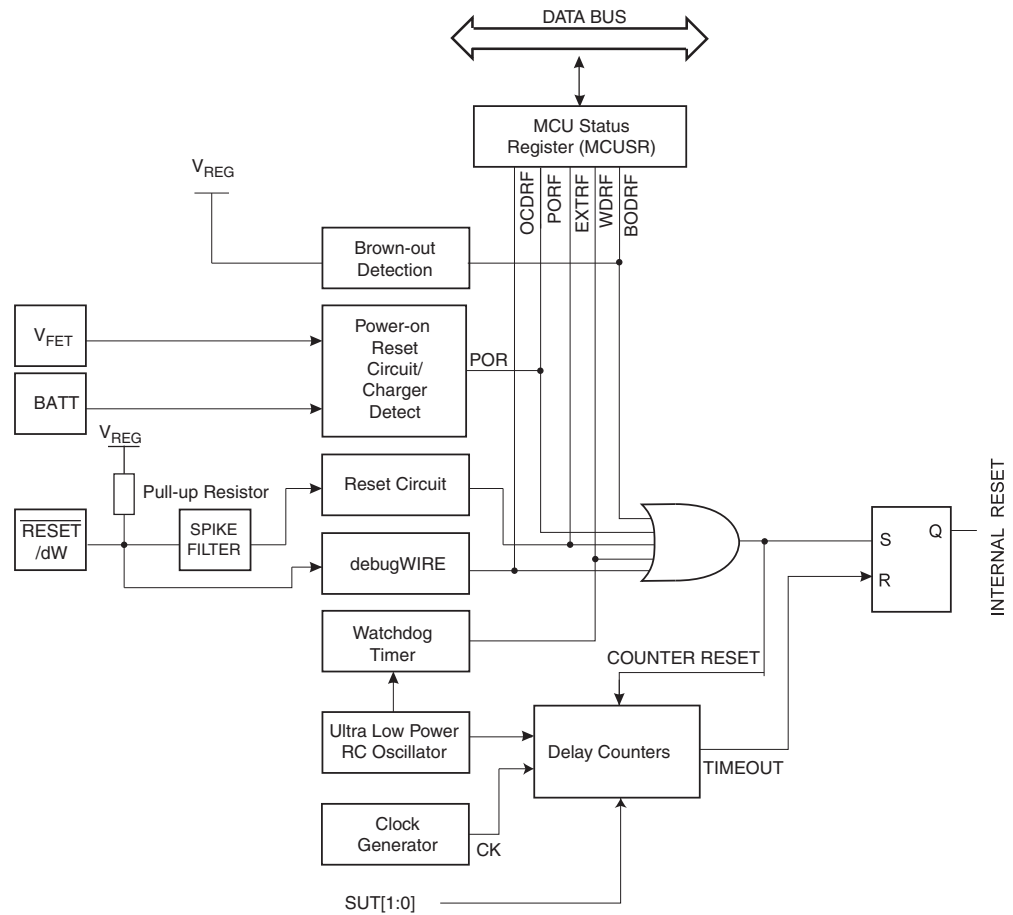 DATA BUS
MCU Status
Register (MCUSR)
OCDRF
PORF
EXTRF
WDRF
BODRF
VREG
Brown-out
Detection
VFET
BATT
Power-on
Reset
Circuit/
Charger
Detect
POR
VREG
Pull-up Resistor
RESET
/dW
SPIKE
FILTER
Reset Circuit
debugWIRE
Watchdog
Timer
Ultra Low Power
RC Oscillator
Clock
Generator
CK
SUT[1:0]
COUNTER RESET
Delay Counters
TIMEOUT
S
R
Q
INTERNAL RESET